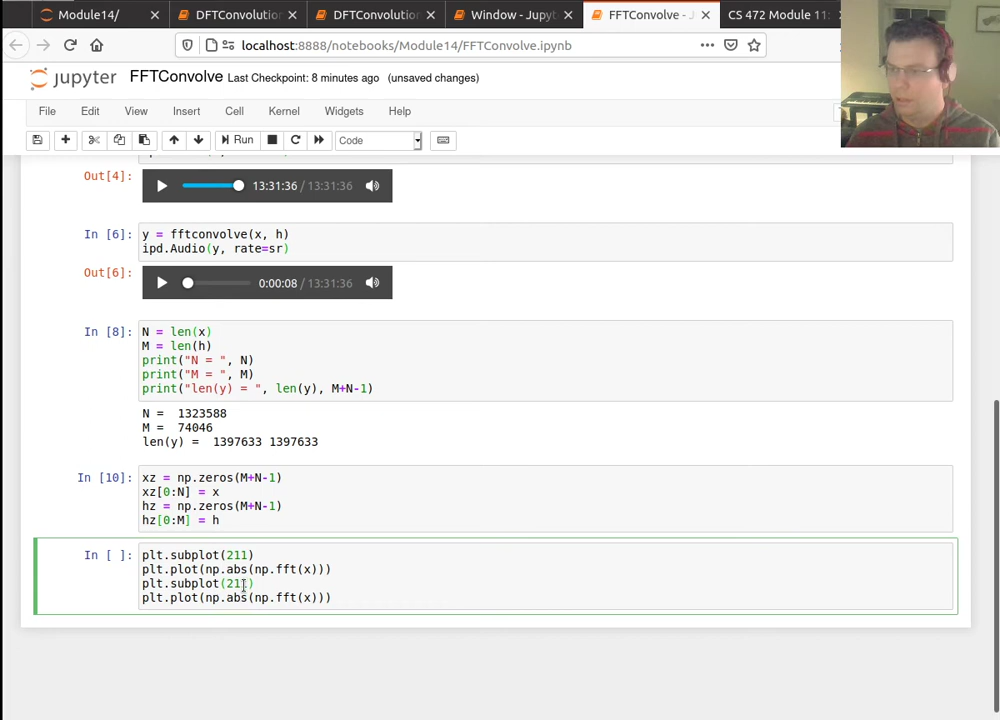 Module14/
DFTConvolution
DFTConvolution
Window - Jupyt
FFTConvolve - J
CS 472 Module 11:
localhost:8888/notebooks/Module14/FFTConvolve.ipynb
jupyter FFTConvolve Last Checkpoint: 8 minutes ago (unsaved changes)
File Edit View Insert Cell Kernel Widgets Help
Run Code
Out[4]:
13:31:36 / 13:31:36
In [6]: y = fftconvolve(x, h)
ipd.Audio(y, rate=sr)
Out[6]:
0:00:08 / 13:31:36
In [8]: N = len(x)
M = len(h)
print("N = ", N)
print("M = ", M)
print("len(y) = ", len(y), M+N-1)
N =  1323588
M =  74046
len(y) =  1397633 1397633
In [10]: xz = np.zeros(M+N-1)
xz[0:N] = x
hz = np.zeros(M+N-1)
hz[0:M] = h
In [ ]: plt.subplot(211)
plt.plot(np.abs(np.fft(x)))
plt.subplot(211)
plt.plot(np.abs(np.fft(x)))